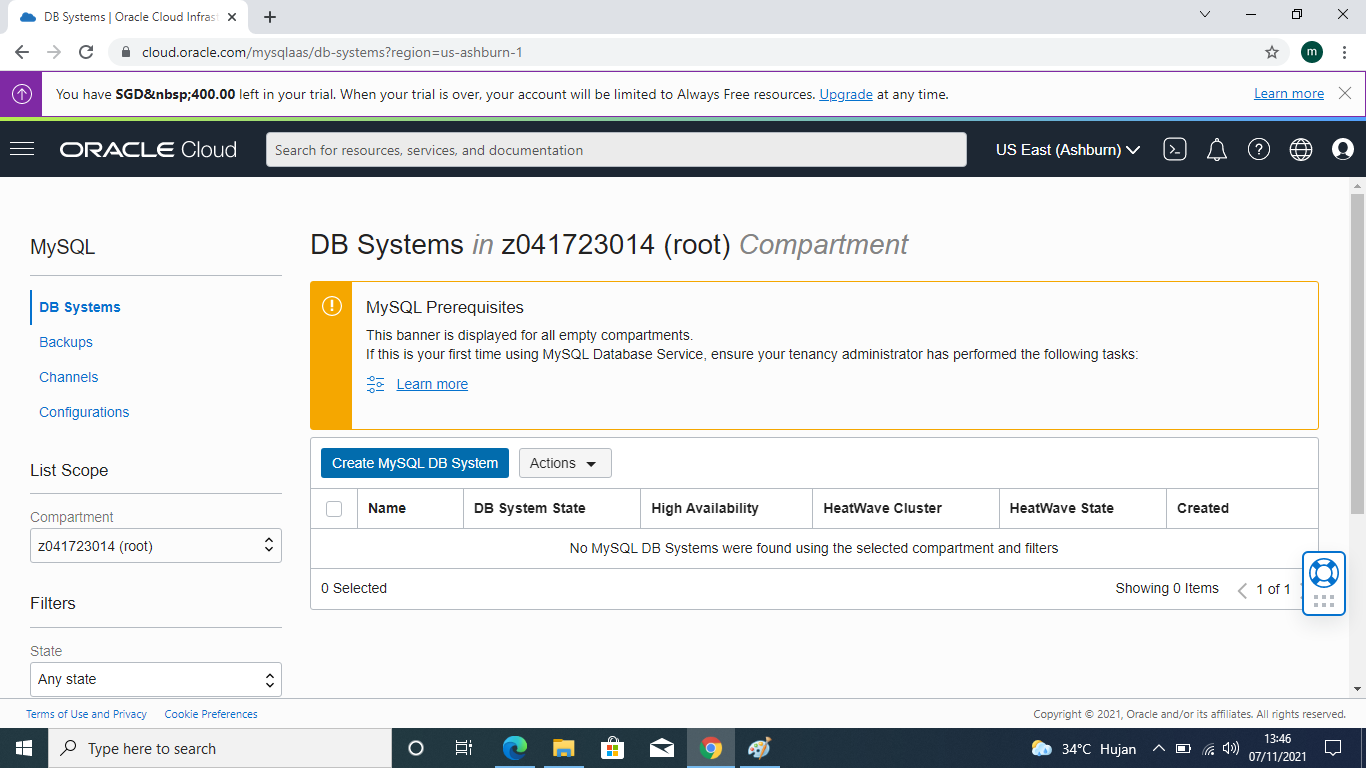 DB Systems | Oracle Cloud Infras
cloud.oracle.com/mysqlaas/db-systems?region=us-ashburn-1
m
You have SGD&nbsp;400.00 left in your trial. When your trial is over, your account will be limited to Always Free resources. Upgrade at any time.
Learn more
ORACLE Cloud
Search for resources, services, and documentation
US East (Ashburn)
MySQL
DB Systems
Backups
Channels
Configurations
List Scope
Compartment
z041723014 (root)
Filters
State
Any state
DB Systems in z041723014 (root) Compartment
MySQL Prerequisites
This banner is displayed for all empty compartments.
If this is your first time using MySQL Database Service, ensure your tenancy administrator has performed the following tasks:
Learn more
Create MySQL DB System
Actions
Name DB System State High Availability HeatWave Cluster HeatWave State Created
No MySQL DB Systems were found using the selected compartment and filters
0 Selected
Showing 0 Items
1 of 1
Terms of Use and Privacy Cookie Preferences
Copyright © 2021, Oracle and/or its affiliates. All rights reserved.
Type here to search
34°C Hujan
13:46
07/11/2021